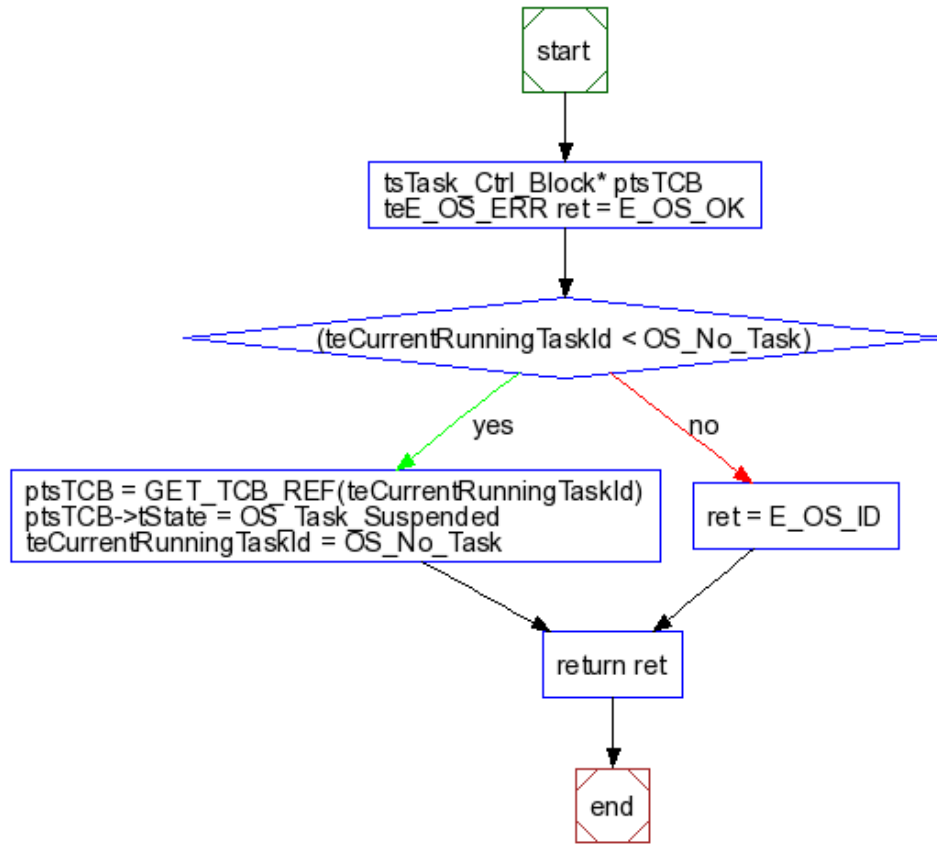 start
tsTask_Ctrl_Block* ptsTCB
teE_OS_ERR ret = E_OS_OK
(teCurrentRunningTaskId < OS_No_Task)
yes
no
ptsTCB = GET_TCB_REF(teCurrentRunningTaskId)
ptsTCB->tState = OS_Task_Suspended
teCurrentRunningTaskId = OS_No_Task
ret = E_OS_ID
return ret
end